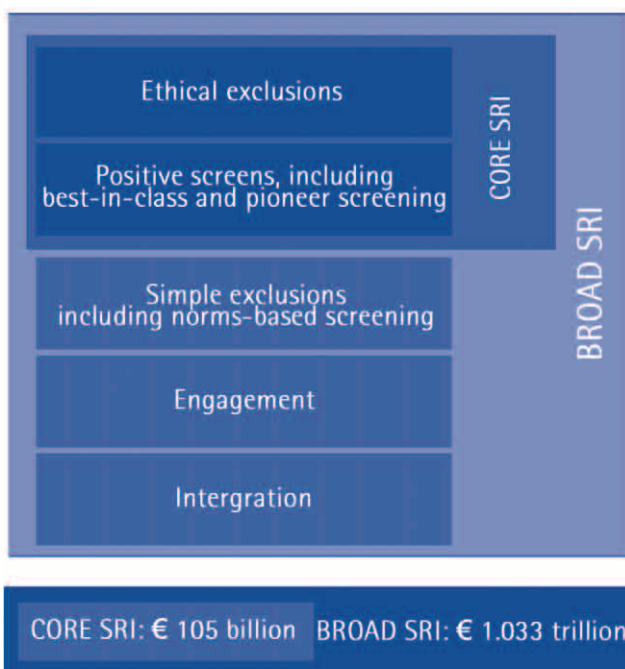 Ethical exclusions
Positive screens, including
best-in-class and pioneer screening
CORE SRI
Simple exclusions
including norms-based screening
Engagement
Intergration
BROAD SRI
CORE SRI: € 105 billion BROAD SRI: € 1.033 trillion